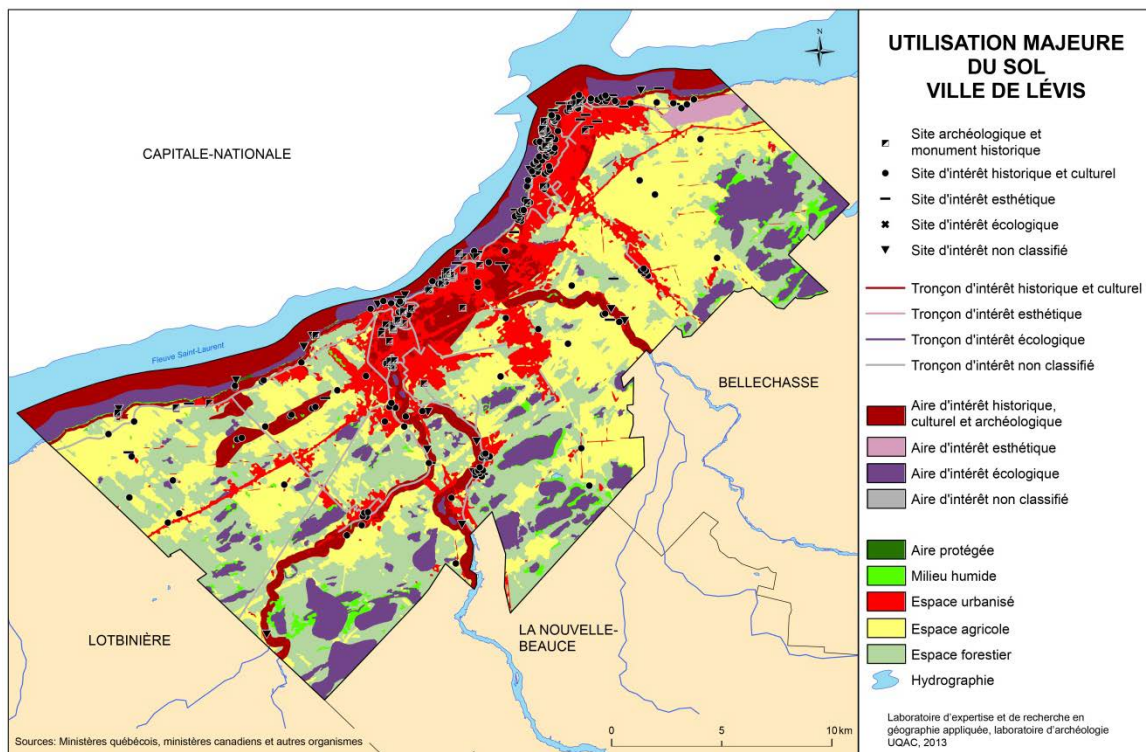 UTILISATION MAJEURE
DU SOL
VILLE DE LÉVIS
N
CAPITALE-NATIONALE
Fleuve Saint-Laurent
BELLECHASSE
LOTBINIÈRE
LA NOUVELLE-
BEAUCE
Site archéologique et
monument historique
Site d'intérêt historique et culturel
Site d'intérêt esthétique
Site d'intérêt écologique
Site d'intérêt non classifié
Tronçon d'intérêt historique et culturel
Tronçon d'intérêt esthétique
Tronçon d'intérêt écologique
Tronçon d'intérêt non classifié
Aire d'intérêt historique,
culturel et archéologique
Aire d'intérêt esthétique
Aire d'intérêt écologique
Aire d'intérêt non classifié
Aire protégée
Milieu humide
Espace urbanisé
Espace agricole
Espace forestier
Hydrographie
Sources: Ministères québécois, ministères canadiens et autres organismes
0 5 10 km
Laboratoire d'expertise et de recherche en
géographie appliquée, laboratoire d'archéologie
UQAC, 2013